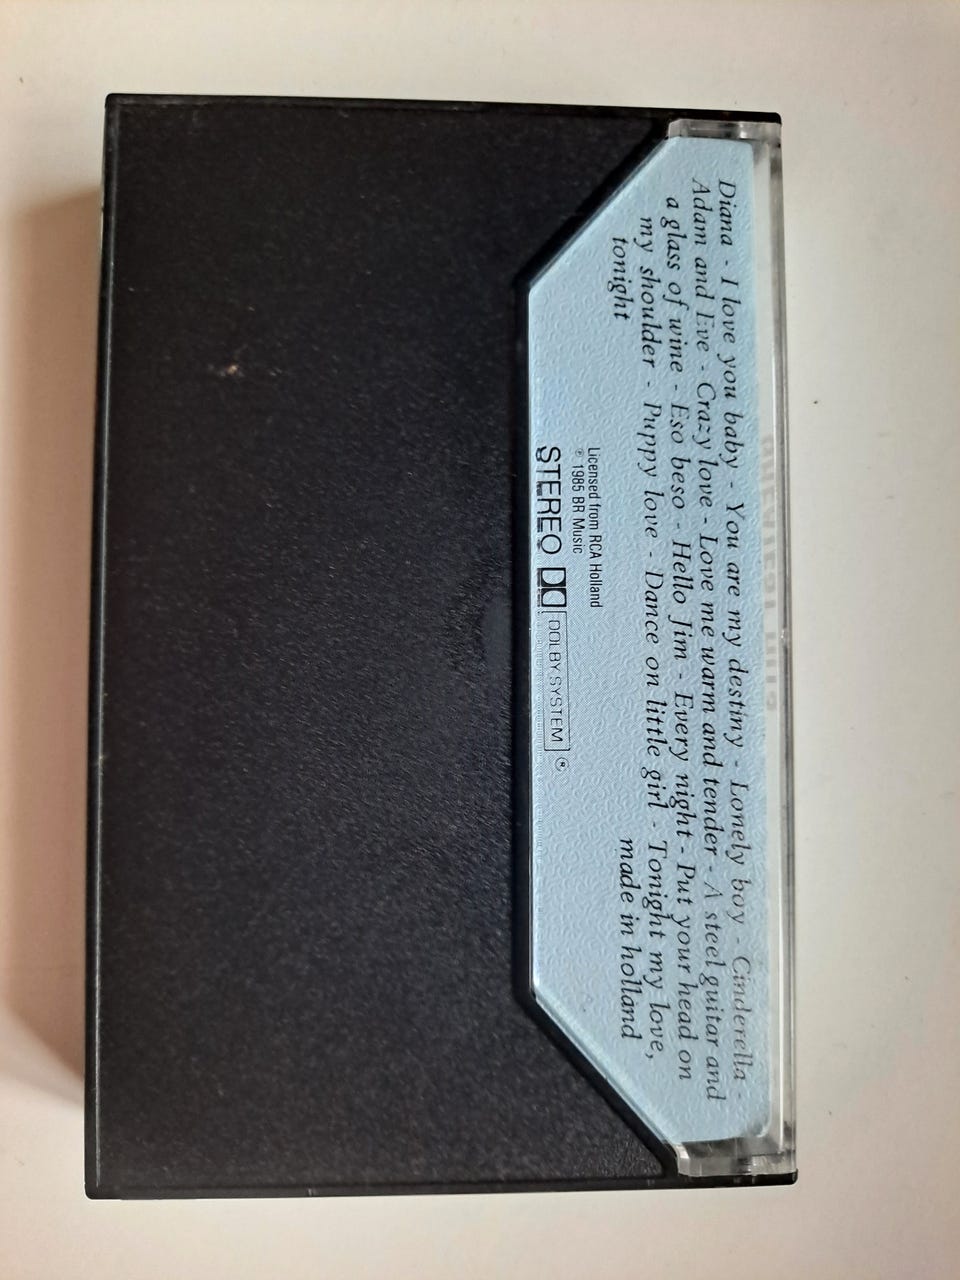 Diana - I love you baby - You are my destiny - Lonely boy - Cinderella -
Adam and Eve - Crazy love - Love me warm and tender - A steel guitar and
a glass of wine - Eso beso - Hello Jim - Every night - Put your head on
my shoulder - Puppy love - Dance on little girl - Tonight my love,
tonight
made in holland
Licensed from RCA Holland
℗ 1985 BR Music
STEREO DOLBY SYSTEM ®